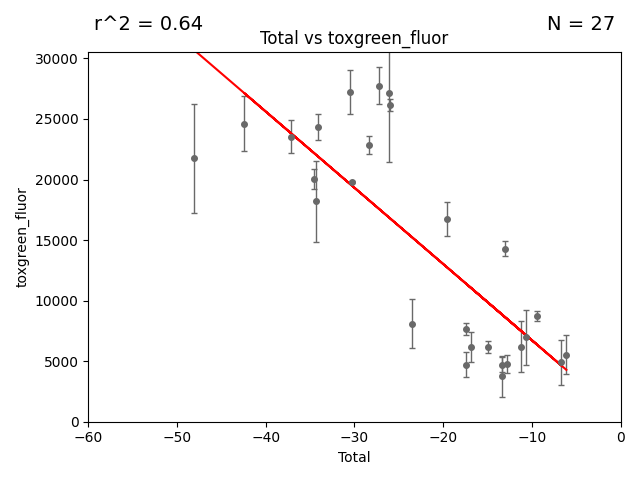 r^2 = 0.64
N = 27
Total vs toxgreen_fluor
30000
25000
20000
15000
10000
5000
0
toxgreen_fluor
−60
−50
−40
−30
−20
−10
0
Total